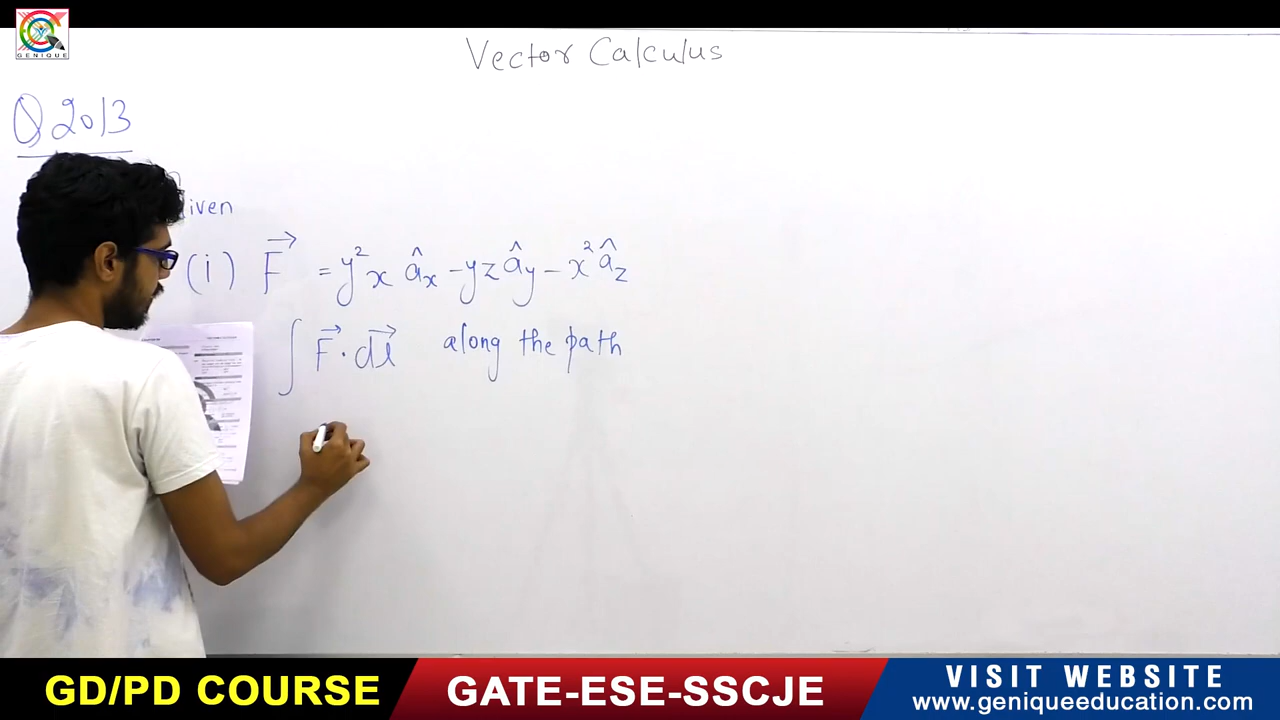 GENIQUE
Vector Calculus
Q 2013
iven
(i) F⃗ = y²x âx - yz ây - x² âz
∫ F⃗ · dl⃗ along the path
GD/PD COURSE
GATE-ESE-SSCJE
VISIT WEBSITE
www.geniqueeducation.com